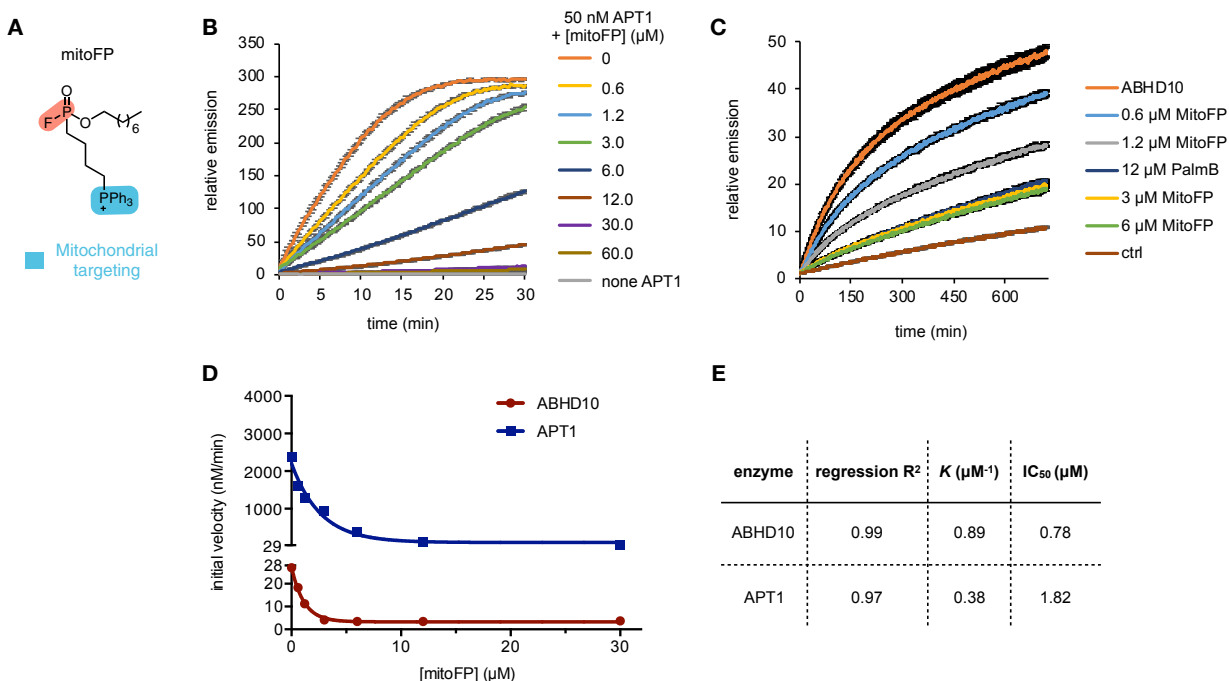 A
mitoFP
O
F
P
O
( )6
PPh3
+
Mitochondrial
targeting
B
50 nM APT1
+ [mitoFP] (μM)
relative emission
350
300
250
200
150
100
50
0
0 5 10 15 20 25 30
time (min)
0
0.6
1.2
3.0
6.0
12.0
30.0
60.0
none APT1
C
relative emission
50
40
30
20
10
0
0 150 300 450 600
time (min)
ABHD10
0.6 μM MitoFP
1.2 μM MitoFP
12 μM PalmB
3 μM MitoFP
6 μM MitoFP
ctrl
D
initial velocity (nM/min)
4000
3000
2000
1000
29
28
20
10
0
0 10 20 30
[mitoFP] (μM)
ABHD10
APT1
E
enzyme regression R² K (μM⁻¹) IC₅₀ (μM)
ABHD10 0.99 0.89 0.78
APT1 0.97 0.38 1.82